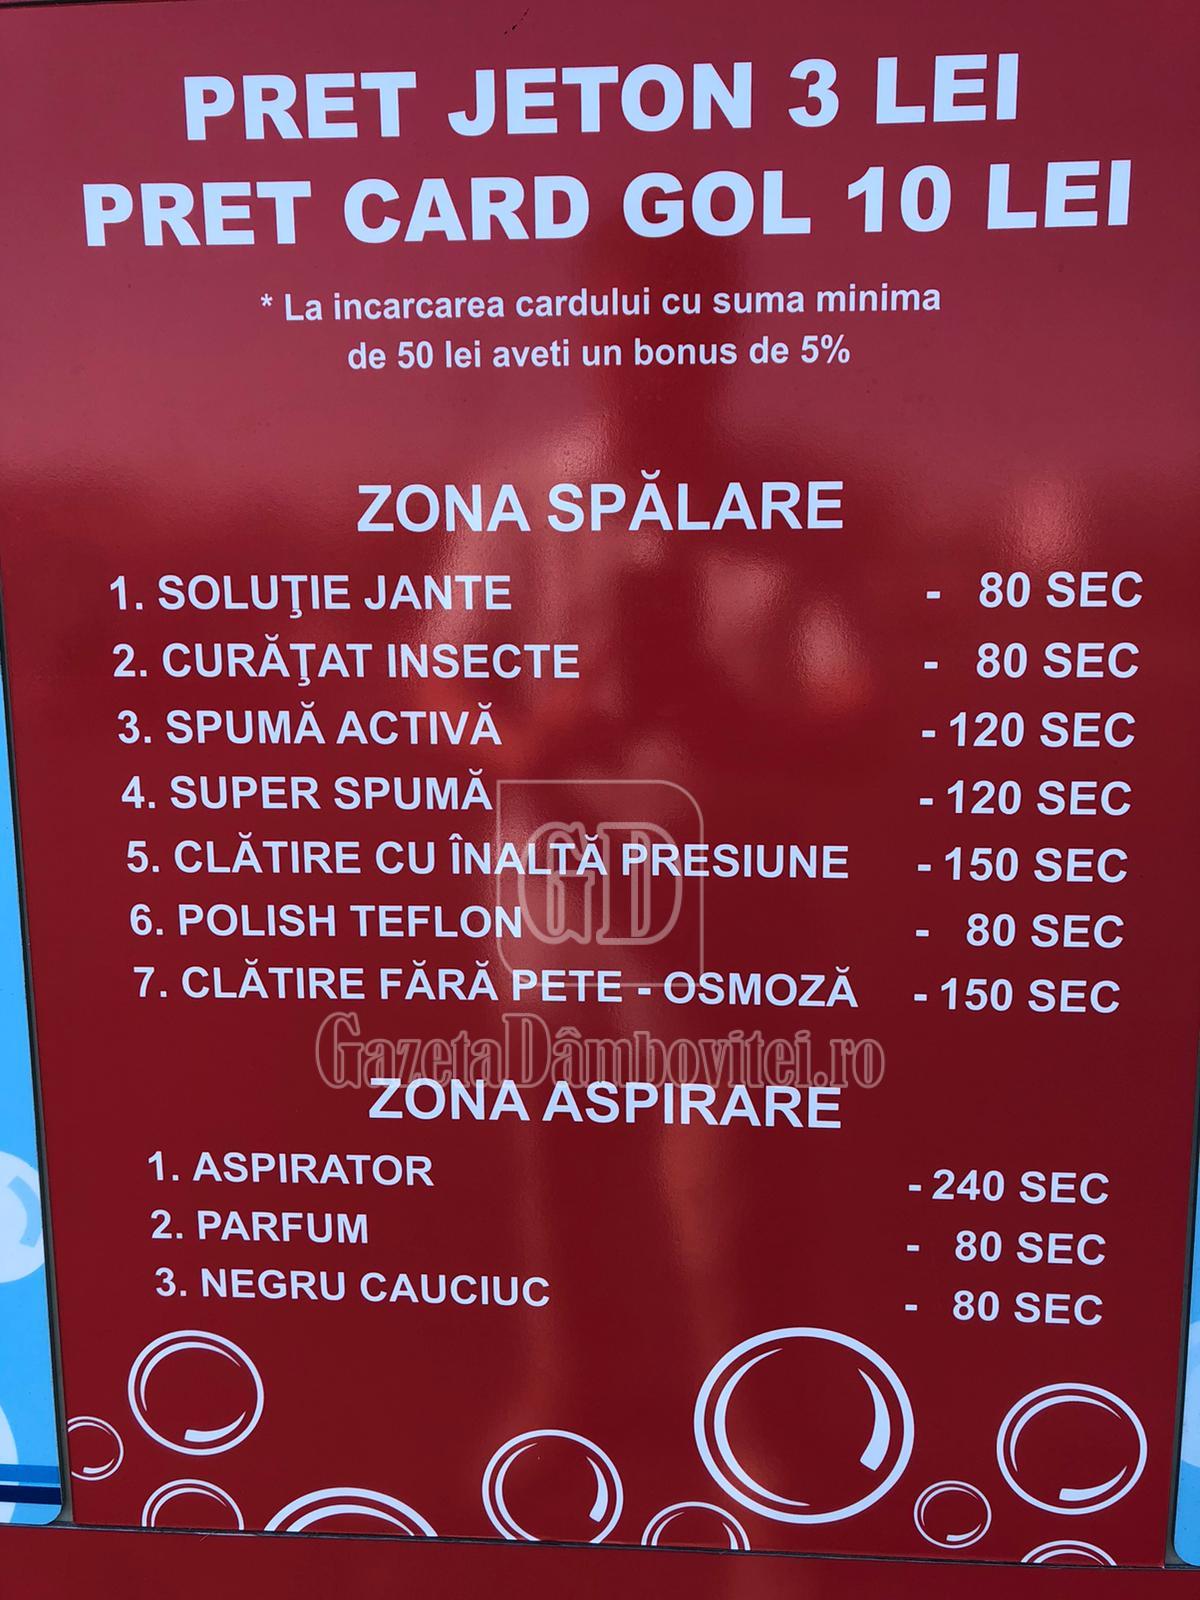 PRET JETON 3 LEI
PRET CARD GOL 10 LEI
* La incarcarea cardului cu suma minima
de 50 lei aveti un bonus de 5%
ZONA SPĂLARE
1. SOLUŢIE JANTE - 80 SEC
2. CURĂŢAT INSECTE - 80 SEC
3. SPUMĂ ACTIVĂ - 120 SEC
4. SUPER SPUMĂ - 120 SEC
5. CLĂTIRE CU ÎNALTĂ PRESIUNE - 150 SEC
GD
6. POLISH TEFLON - 80 SEC
7. CLĂTIRE FĂRĂ PETE - OSMOZĂ - 150 SEC
GazetaDâmbovitei.ro
ZONA ASPIRARE
1. ASPIRATOR - 240 SEC
2. PARFUM - 80 SEC
3. NEGRU CAUCIUC - 80 SEC